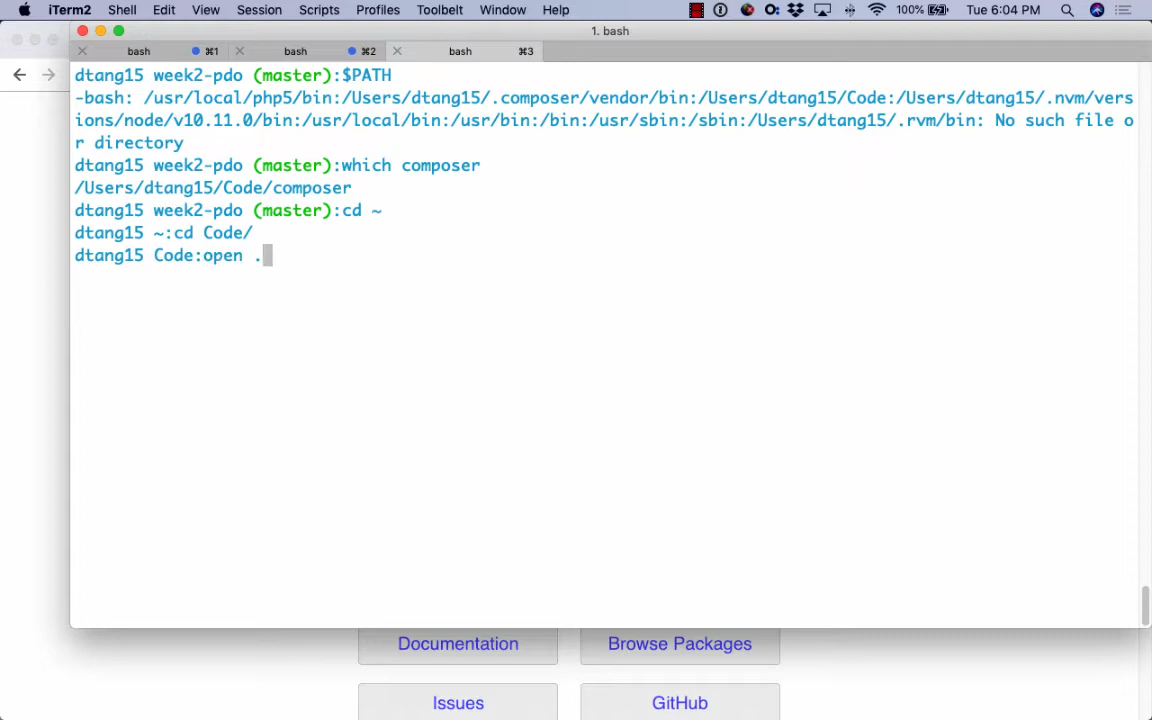 iTerm2 Shell Edit View Session Scripts Profiles Toolbelt Window Help 100% Tue 6:04 PM
1. bash
bash ⌘1 bash ⌘2 bash ⌘3
dtang15 week2-pdo (master):$PATH
-bash: /usr/local/php5/bin:/Users/dtang15/.composer/vendor/bin:/Users/dtang15/Code:/Users/dtang15/.nvm/vers
ions/node/v10.11.0/bin:/usr/local/bin:/usr/bin:/bin:/usr/sbin:/sbin:/Users/dtang15/.rvm/bin: No such file o
r directory
dtang15 week2-pdo (master):which composer
/Users/dtang15/Code/composer
dtang15 week2-pdo (master):cd ~
dtang15 ~:cd Code/
dtang15 Code:open .
Documentation Browse Packages
Issues GitHub